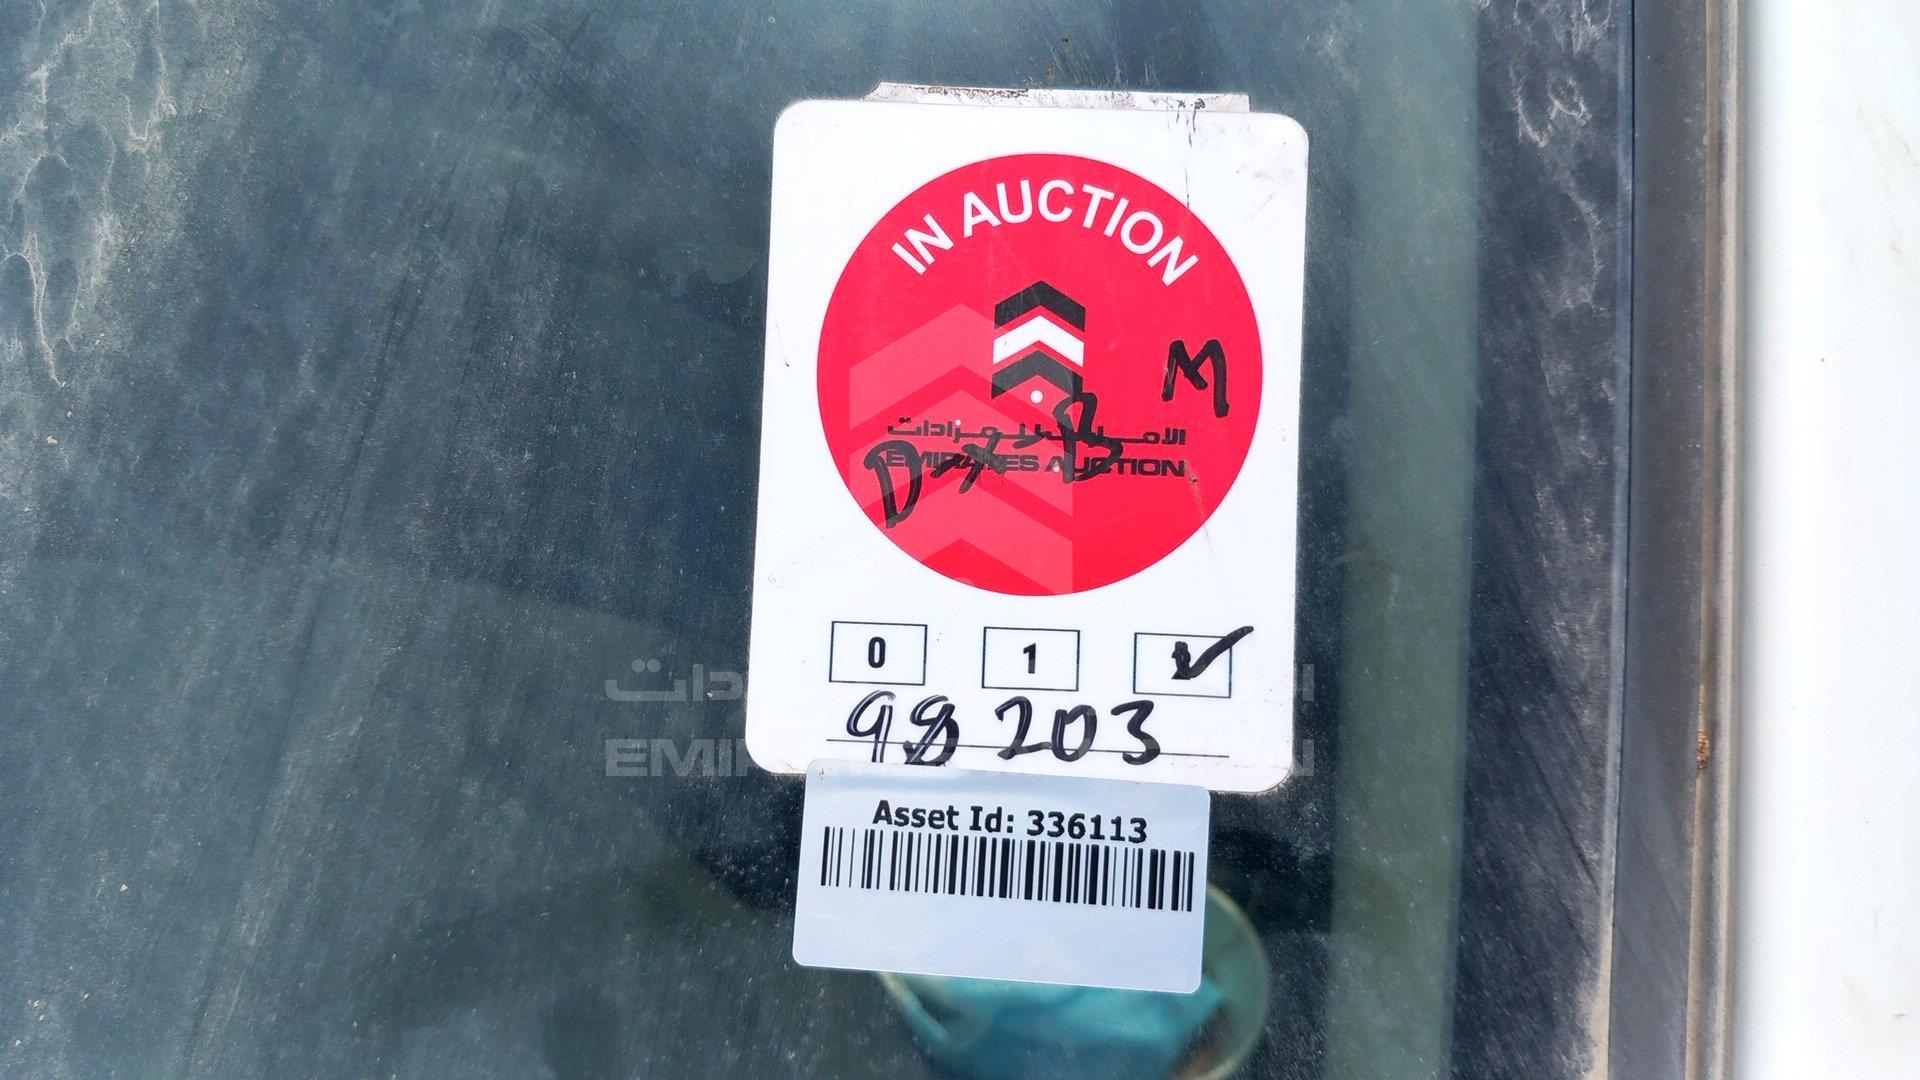 IN AUCTION
M
الامارات للمزادات
EMIRATES AUCTION
0 1
98203
Asset Id: 336113